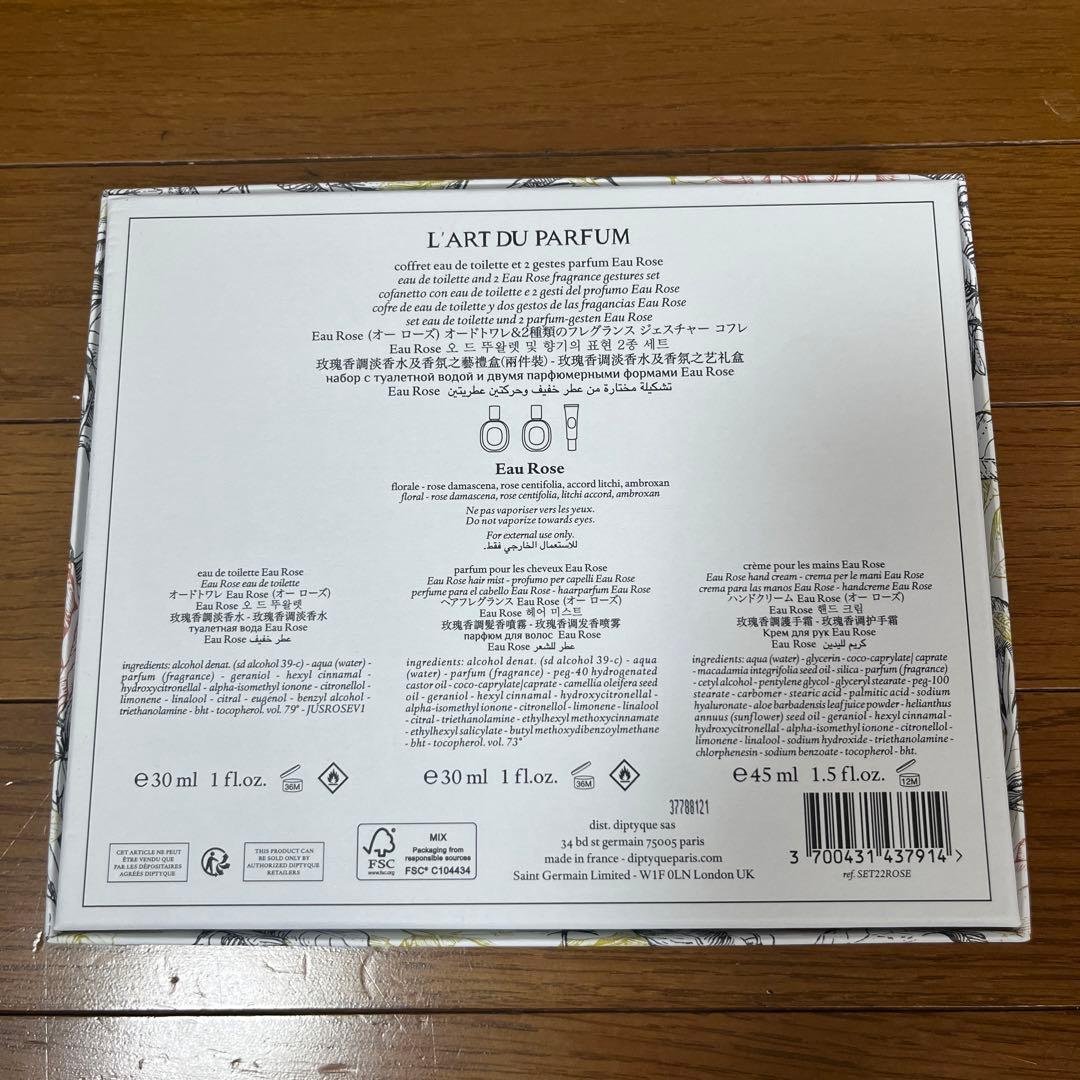 L'ART DU PARFUM
coffret eau de toilette et 2 gestes parfum Eau Rose
eau de toilette and 2 Eau Rose fragrance gestures set
cofanetto con eau de toilette e 2 gesti del profumo Eau Rose
cofre de eau de toilette y dos gestos de las fragancias Eau Rose
set eau de toilette und 2 parfum-gesten Eau Rose
Eau Rose (オー ローズ) オードトワレ&2種類のフレグランス ジェスチャー コフレ
Eau Rose 오 드 뚜왈렛 및 향기의 표현 2종 세트
玫瑰香調淡香水及香氛之藝禮盒(兩件裝) - 玫瑰香调淡香水及香氛之艺礼盒
набор с туалетной водой и двумя парфюмерными формами Eau Rose
تشكيلة مختارة من عطر خفيف وحركتين عطريتين Eau Rose
Eau Rose
florale - rose damascena, rose centifolia, accord litchi, ambroxan
floral - rose damascena, rose centifolia, litchi accord, ambroxan
Ne pas vaporiser vers les yeux.
Do not vaporize towards eyes.
For external use only.
للاستعمال الخارجي فقط.
eau de toilette Eau Rose
Eau Rose eau de toilette
オードトワレ Eau Rose (オー ローズ)
Eau Rose 오 드 뚜왈렛
玫瑰香調淡香水 - 玫瑰香调淡香水
туалетная вода Eau Rose
عطر خفيف Eau Rose
ingredients: alcohol denat. (sd alcohol 39-c) - aqua (water) -
parfum (fragrance) - geraniol - hexyl cinnamal -
hydroxycitronellal - alpha-isomethyl ionone - citronellol -
limonene - linalool - citral - eugenol - benzyl alcohol -
triethanolamine - bht - tocopherol. vol. 79° - JUSROSEV1
℮30 ml 1 fl.oz. 36M
parfum pour les cheveux Eau Rose
Eau Rose hair mist - profumo per capelli Eau Rose
perfume para el cabello Eau Rose - haarparfum Eau Rose
ヘアフレグランス Eau Rose (オー ローズ)
Eau Rose 헤어 미스트
玫瑰香調髮香噴霧 - 玫瑰香调发香喷雾
парфюм для волос Eau Rose
عطر للشعر Eau Rose
ingredients: alcohol denat. (sd alcohol 39-c) - aqua
(water) - parfum (fragrance) - peg-40 hydrogenated
castor oil - coco-caprylate|caprate - camellia oleifera seed
oil - geraniol - hexyl cinnamal - hydroxycitronellal -
alpha-isomethyl ionone - citronellol - limonene - linalool
- citral - triethanolamine - ethylhexyl methoxycinnamate
- ethylhexyl salicylate - butyl methoxydibenzoylmethane
- bht - tocopherol. vol. 73°
℮30 ml 1 fl.oz. 36M
crème pour les mains Eau Rose
Eau Rose hand cream - crema per le mani Eau Rose
crema para las manos Eau Rose - handcreme Eau Rose
ハンドクリーム Eau Rose (オー ローズ)
Eau Rose 핸드 크림
玫瑰香調護手霜 - 玫瑰香调护手霜
Крем для рук Eau Rose
كريم لليدين Eau Rose
ingredients: aqua (water) - glycerin - coco-caprylate| caprate
- macadamia integrifolia seed oil - silica - parfum (fragrance)
- cetyl alcohol - pentylene glycol - glyceryl stearate - peg-100
stearate - carbomer - stearic acid - palmitic acid - sodium
hyaluronate - aloe barbadensis leaf juice powder - helianthus
annuus (sunflower) seed oil - geraniol - hexyl cinnamal -
hydroxycitronellal - alpha-isomethyl ionone - citronellol -
limonene - linalool - sodium hydroxide - triethanolamine -
chlorphenesin - sodium benzoate - tocopherol - bht.
℮45 ml 1.5 fl.oz. 12M
CET ARTICLE NE PEUT
ÊTRE VENDU QUE
PAR LES DÉPOSITAIRES
AGRÉÉS DIPTYQUE
THIS PRODUCT CAN
BE SOLD ONLY BY
AUTHORIZED DIPTYQUE
RETAILERS
FSC
www.fsc.org
MIX
Packaging from
responsible sources
FSC® C104434
37788121
dist. diptyque sas
34 bd st germain 75005 paris
made in france - diptyqueparis.com
Saint Germain Limited - W1F 0LN London UK
3 700431 437914 >
ref. SET22ROSE